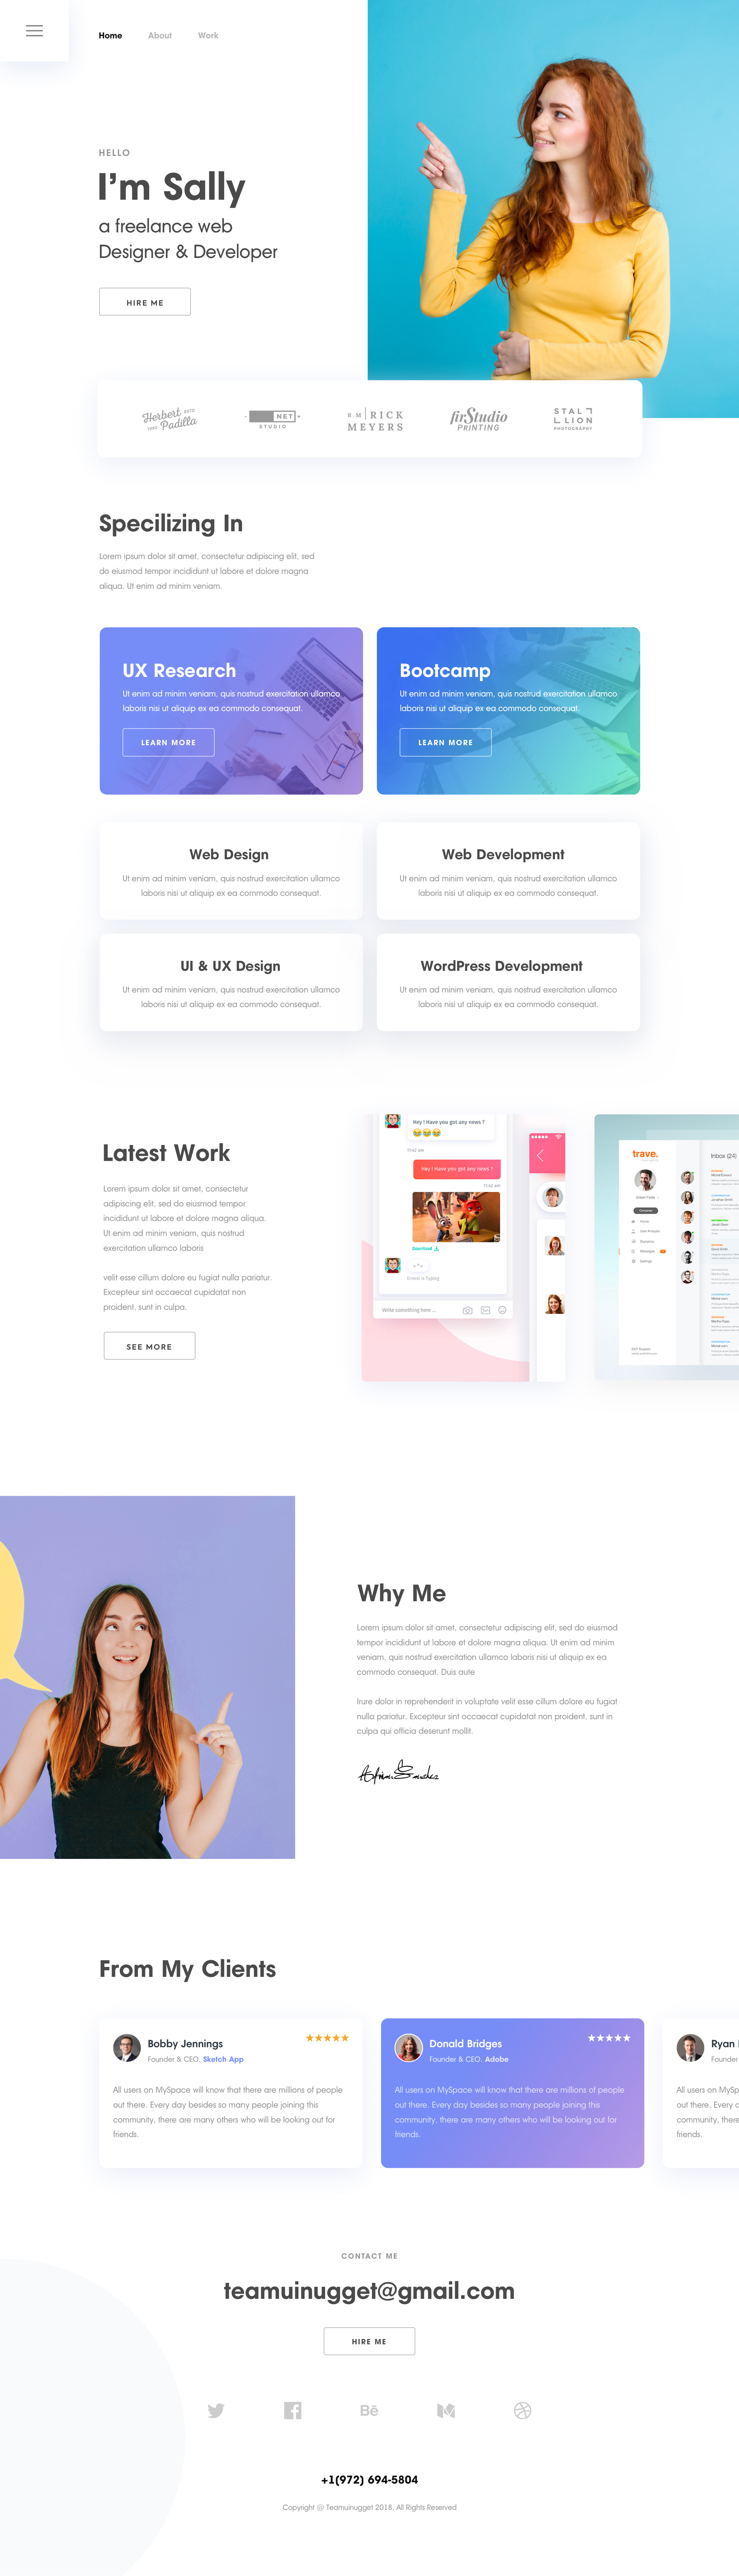 Home About Work
HELLO
I'm Sally
a freelance web
Designer & Developer
HIRE ME
Herbert ESTD
1985 Padilla
NET
STUDIO
R.M RICK
MEYERS
firStudio
PRINTING
STAL
LION
PHOTOGRAPHY
Specilizing In
Lorem ipsum dolor sit amet, consectetur adipiscing elit, sed
do eiusmod tempor incididunt ut labore et dolore magna
aliqua. Ut enim ad minim veniam.
UX Research
Ut enim ad minim veniam, quis nostrud exercitation ullamco
laboris nisi ut aliquip ex ea commodo consequat.
LEARN MORE
Bootcamp
Ut enim ad minim veniam, quis nostrud exercitation ullamco
laboris nisi ut aliquip ex ea commodo consequat.
LEARN MORE
Web Design
Ut enim ad minim veniam, quis nostrud exercitation ullamco
laboris nisi ut aliquip ex ea commodo consequat.
Web Development
Ut enim ad minim veniam, quis nostrud exercitation ullamco
laboris nisi ut aliquip ex ea commodo consequat.
UI & UX Design
Ut enim ad minim veniam, quis nostrud exercitation ullamco
laboris nisi ut aliquip ex ea commodo consequat.
WordPress Development
Ut enim ad minim veniam, quis nostrud exercitation ullamco
laboris nisi ut aliquip ex ea commodo consequat.
Latest Work
Lorem ipsum dolor sit amet, consectetur
adipiscing elit, sed do eiusmod tempor
incididunt ut labore et dolore magna aliqua.
Ut enim ad minim veniam, quis nostrud
exercitation ullamco laboris
velit esse cillum dolore eu fugiat nulla pariatur.
Excepteur sint occaecat cupidatat non
proident, sunt in culpa.
SEE MORE
Hey ! Have you got any news ?
11:42 am
Hey ! Have you got any news ?
11:42 am
Download
Emma is Typing
Write something here ...
trave.
Inbox (24)
Home
Settings
Why Me
Lorem ipsum dolor sit amet, consectetur adipiscing elit, sed do eiusmod
tempor incididunt ut labore et dolore magna aliqua. Ut enim ad minim
veniam, quis nostrud exercitation ullamco laboris nisi ut aliquip ex ea
commodo consequat. Duis aute
Irure dolor in reprehenderit in voluptate velit esse cillum dolore eu fugiat
nulla pariatur. Excepteur sint occaecat cupidatat non proident, sunt in
culpa qui officia deserunt mollit.
From My Clients
Bobby Jennings
Founder & CEO, Sketch App
All users on MySpace will know that there are millions of people
out there. Every day besides so many people joining this
community, there are many others who will be looking out for
friends.
Donald Bridges
Founder & CEO, Adobe
All users on MySpace will know that there are millions of people
out there. Every day besides so many people joining this
community, there are many others who will be looking out for
friends.
Ryan
Founder
All users on MySp
out there. Every d
community, there
friends.
CONTACT ME
teamuinugget@gmail.com
HIRE ME
Bē
+1(972) 694-5804
Copyright @ Teamuinugget 2018, All Rights Reserved